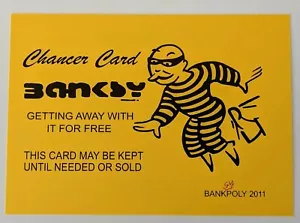 Chancer Card
BANKSY
GETTING AWAY WITH
IT FOR FREE
THIS CARD MAY BE KEPT
UNTIL NEEDED OR SOLD
BANKPOLY 2011